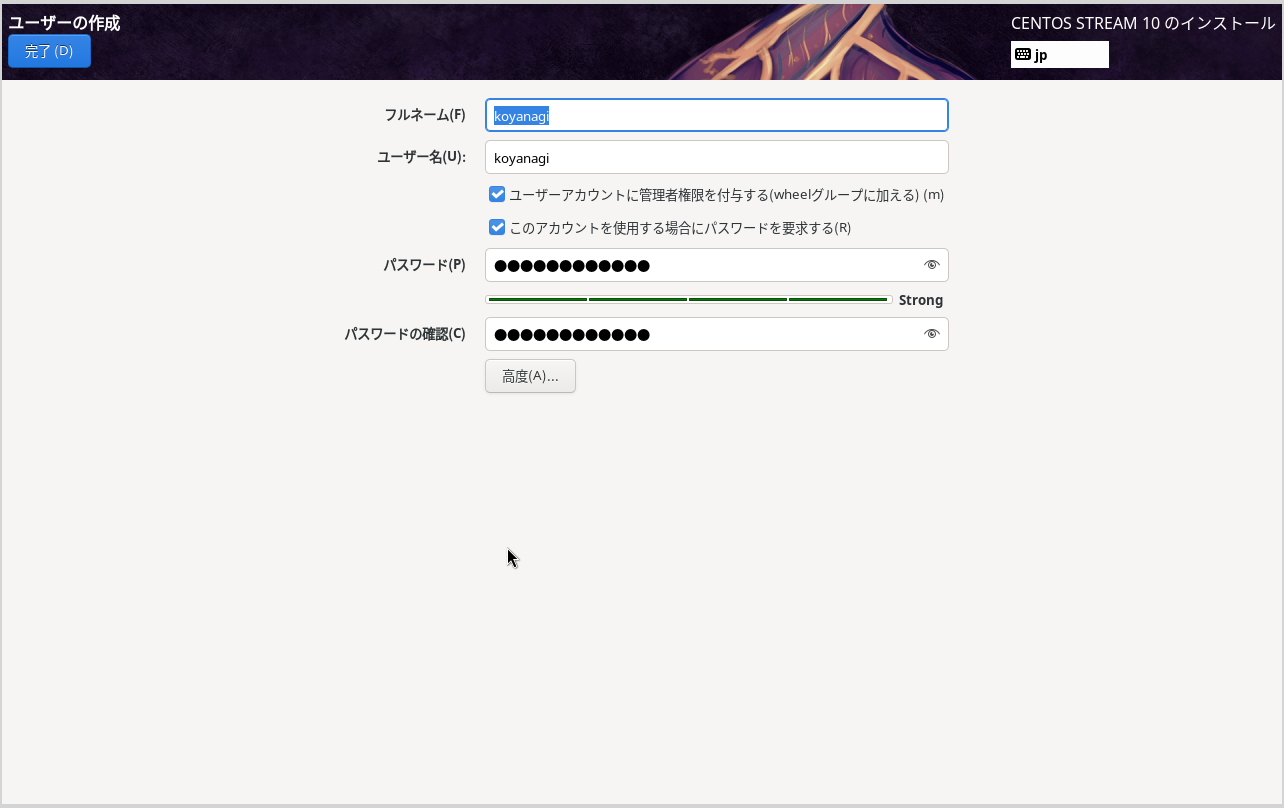 ユーザーの作成
CENTOS STREAM 10 のインストール
完了 (D)
jp
フルネーム(F) koyanagi
ユーザー名(U): koyanagi
ユーザーアカウントに管理者権限を付与する(wheelグループに加える) (m)
このアカウントを使用する場合にパスワードを要求する(R)
パスワード(P) ●●●●●●●●●●●●
Strong
パスワードの確認(C) ●●●●●●●●●●●●
高度(A)...